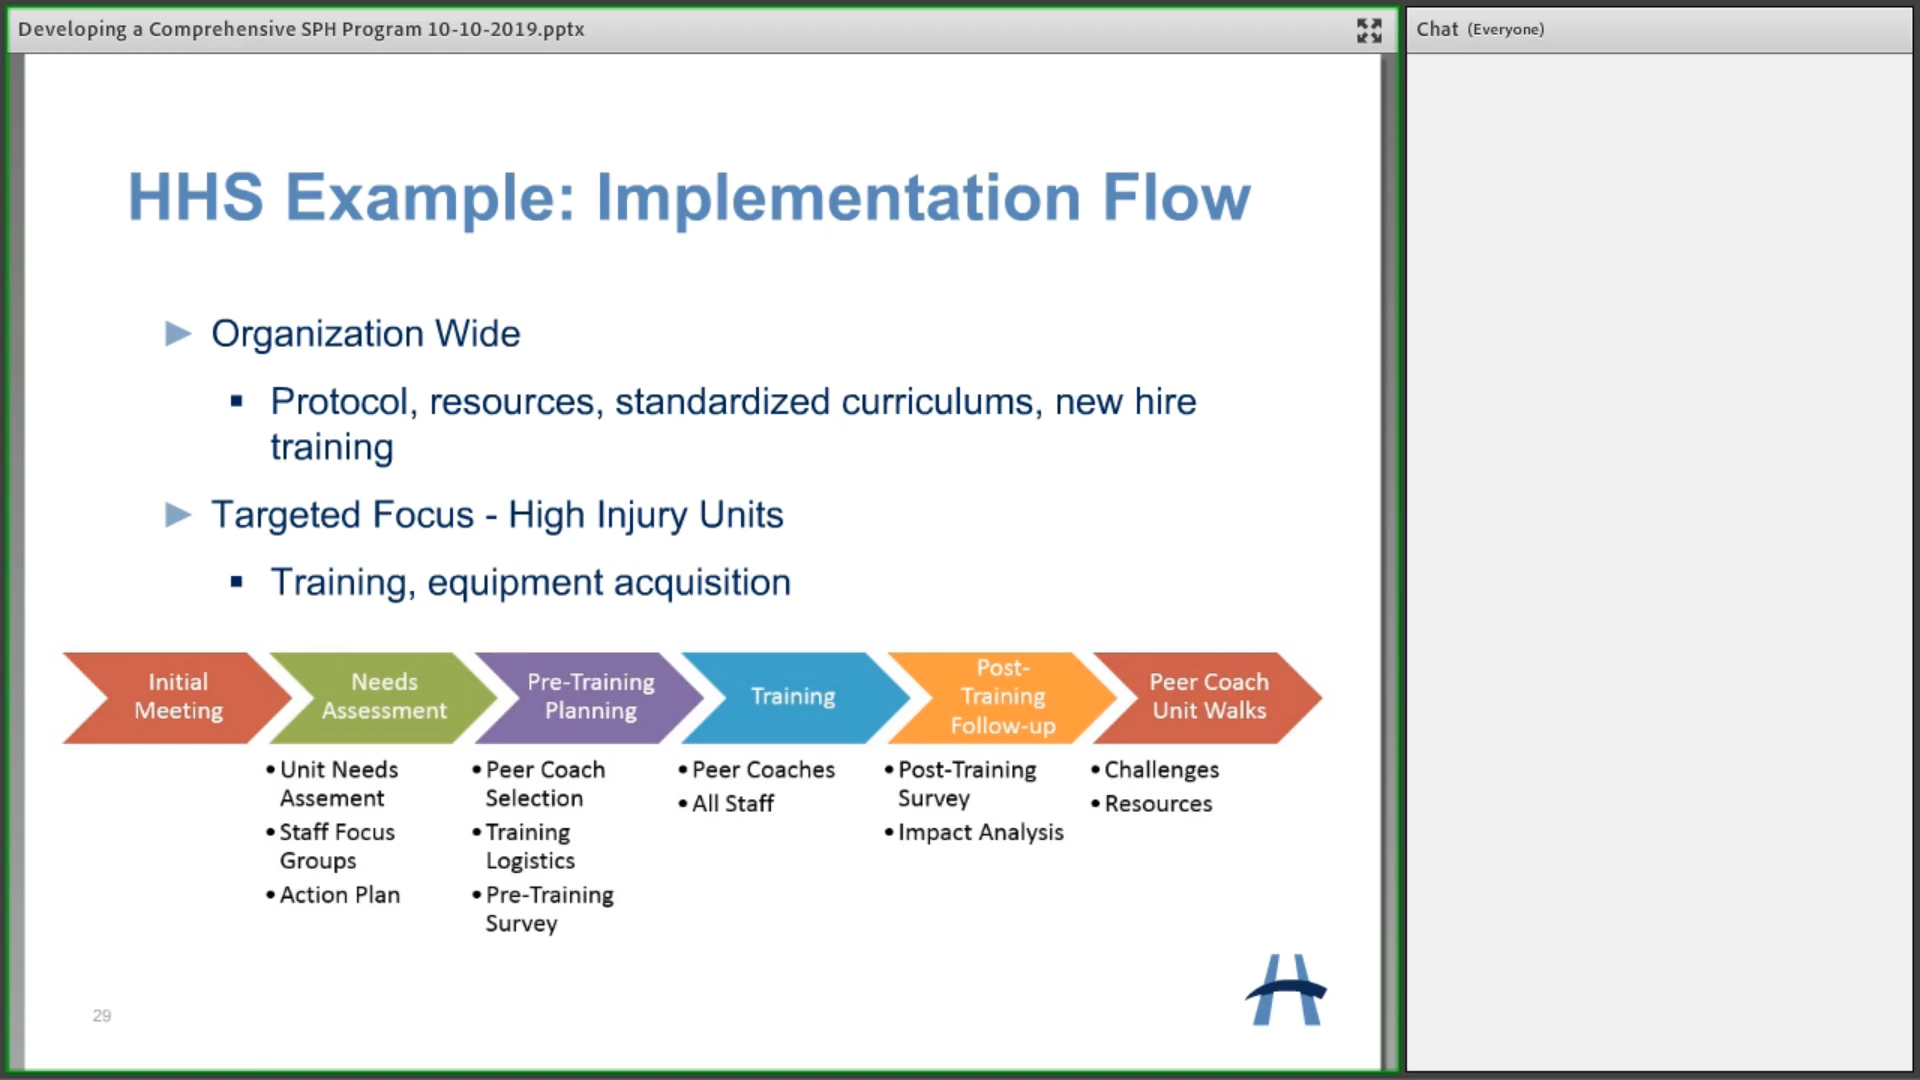 Developing a Comprehensive SPH Program 10-10-2019.pptx
Chat (Everyone)
HHS Example: Implementation Flow
Organization Wide
Protocol, resources, standardized curriculums, new hire
training
Targeted Focus - High Injury Units
Training, equipment acquisition
Initial
Meeting
Needs
Assessment
Pre-Training
Planning
Training
Post-
Training
Follow-up
Peer Coach
Unit Walks
• Unit Needs
Assement
• Staff Focus
Groups
• Action Plan
• Peer Coach
Selection
• Training
Logistics
• Pre-Training
Survey
• Peer Coaches
• All Staff
• Post-Training
Survey
• Impact Analysis
• Challenges
• Resources
29